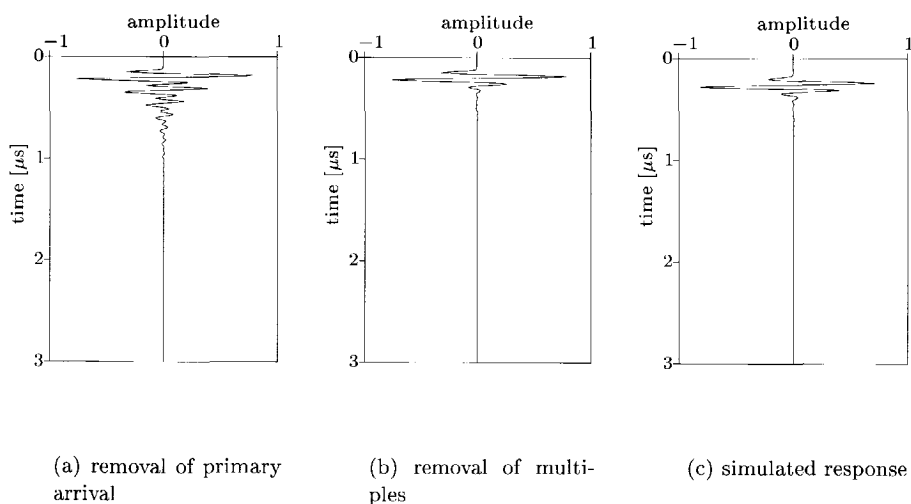 amplitude
−1 0 1
0
1
2
3
time [μs]
(a) removal of primary
arrival
amplitude
−1 0 1
0
1
2
3
time [μs]
(b) removal of multi-
ples
amplitude
−1 0 1
0
1
2
3
time [μs]
(c) simulated response